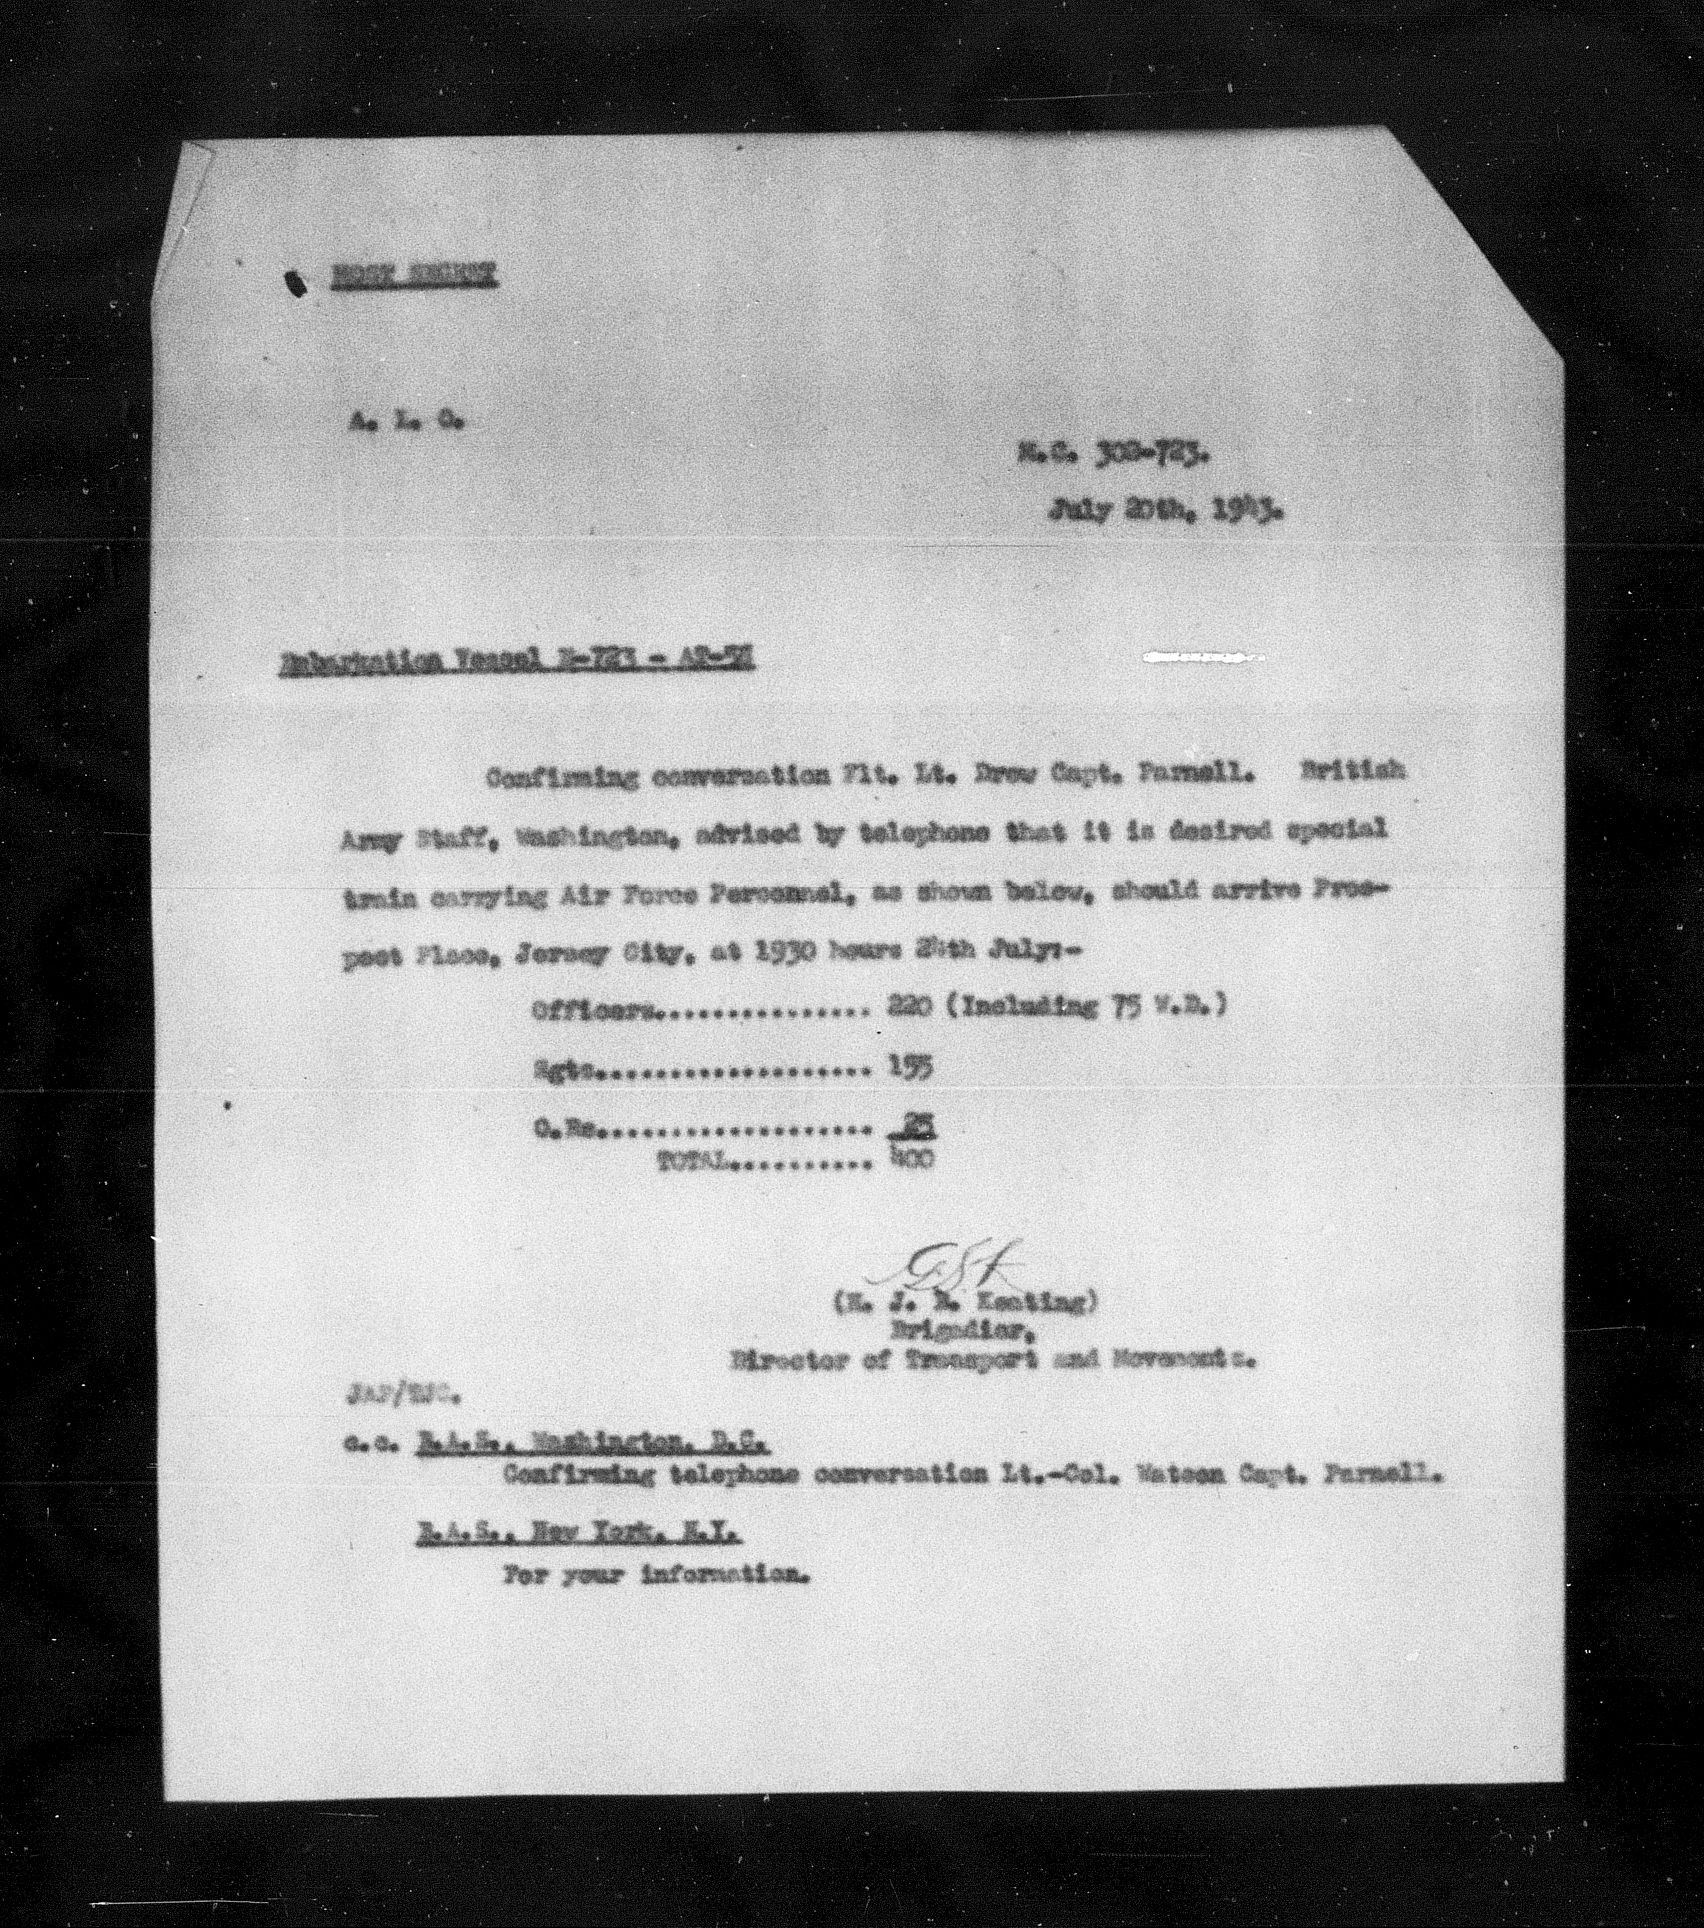 MOST SECRET
A. L. O.
M.C. 302-723.
July 20th, 1943.
Embarkation Vessel M-723 - AS-
Confirming conversation Flt. Lt. Drew Capt. Parnell. British
Army Staff, Washington, advised by telephone that it is desired special
train carrying Air Force Personnel, as shown below, should arrive Pros-
pect Place, Jersey City, at 1930 hours 24th July:-
Officers............... 220 (Including 75 W.D.)
Sgts................... 155
O.Rs................... 25
TOTAL.......... 400
J. Keating)
Brigadier,
Director of Transport and Movements.
c.c. B.A.S., Washington, D.C.
Confirming telephone conversation Lt.-Col. Watson Capt. Parnell.
B.A.S., New York, N.Y.
For your information.